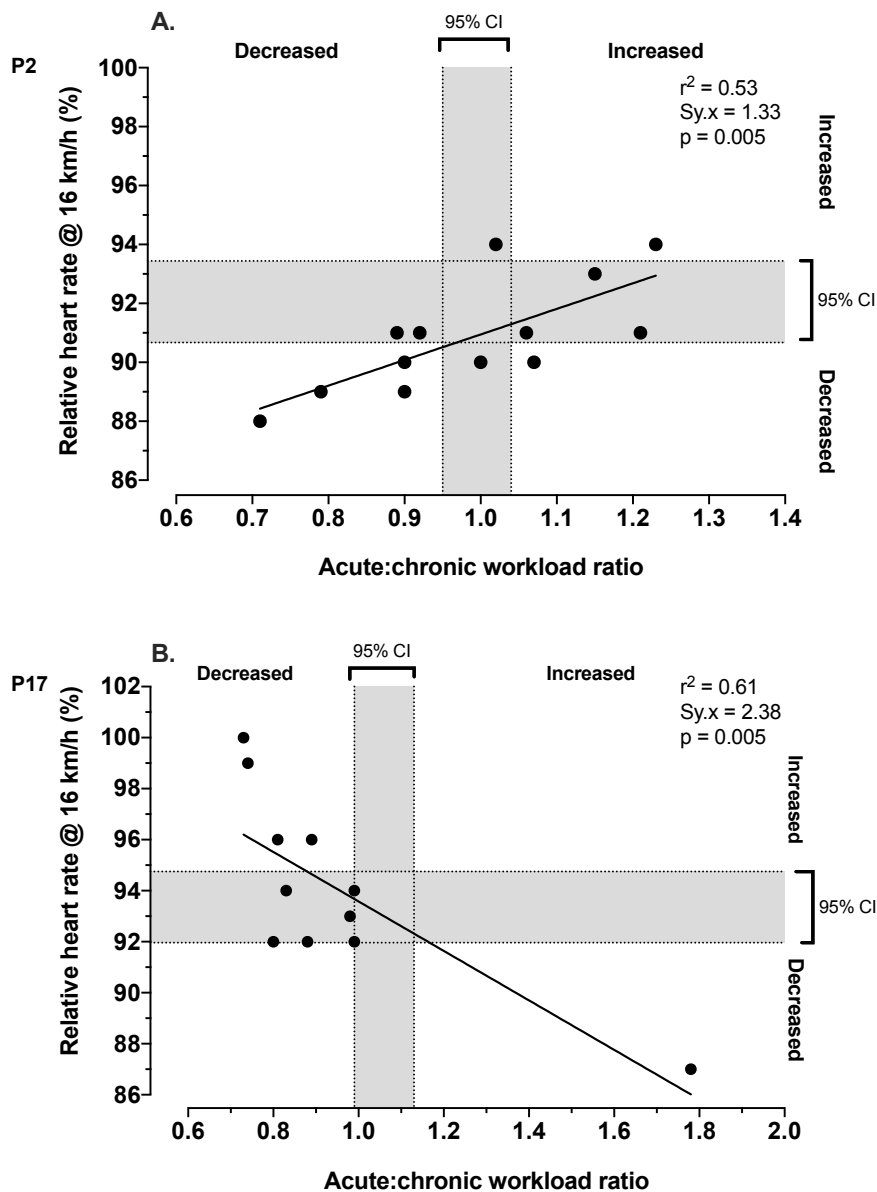 A.
95% CI
P2
Decreased
Increased
r² = 0.53
Sy.x = 1.33
p = 0.005
100
98
96
94
92
90
88
86
Relative heart rate @ 16 km/h (%)
Increased
95% CI
Decreased
0.6 0.7 0.8 0.9 1.0 1.1 1.2 1.3 1.4
Acute:chronic workload ratio
B.
95% CI
P17
Decreased
Increased
r² = 0.61
Sy.x = 2.38
p = 0.005
102
100
98
96
94
92
90
88
86
Relative heart rate @ 16 km/h (%)
Increased
95% CI
Decreased
0.6 0.8 1.0 1.2 1.4 1.6 1.8 2.0
Acute:chronic workload ratio